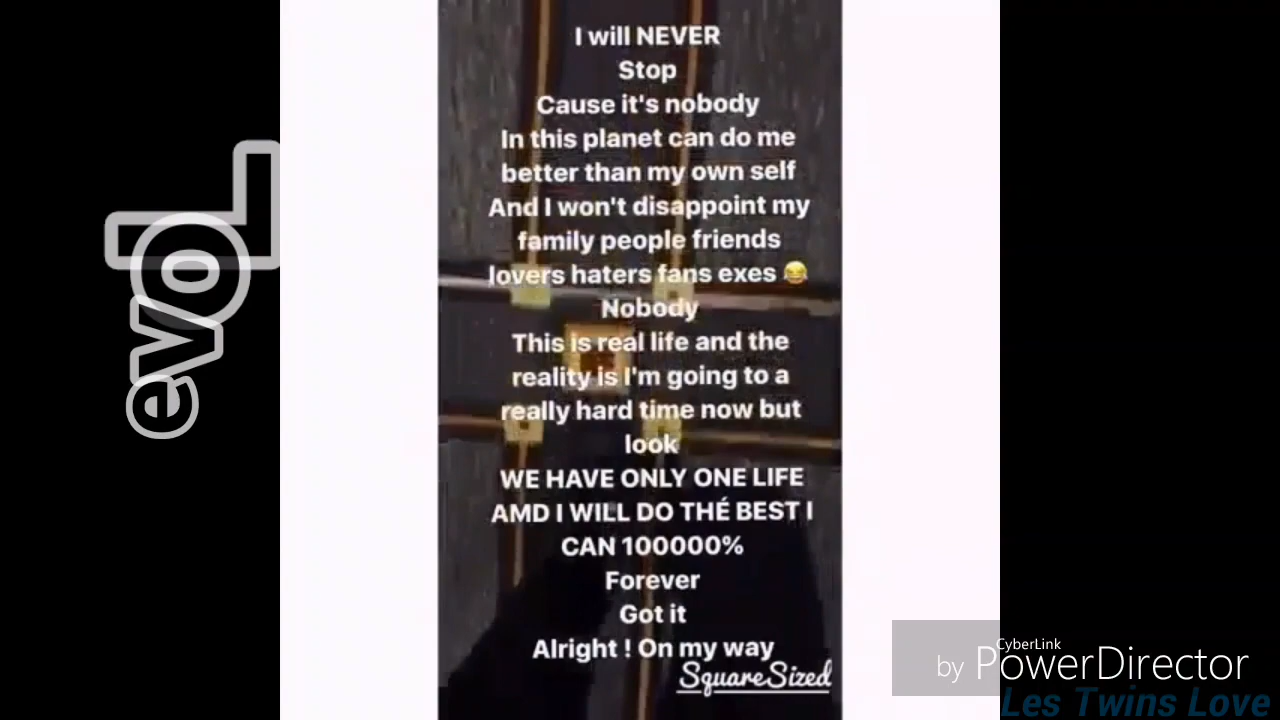 I will NEVER
Stop
Cause it's nobody
In this planet can do me
better than my own self
And I won't disappoint my
family people friends
lovers haters fans exes 😂
Nobody
This is real life and the
reality is I'm going to a
really hard time now but
look
WE HAVE ONLY ONE LIFE
AMD I WILL DO THÉ BEST I
CAN 100000%
Forever
Got it
Alright ! On my way
SquareSized
evoL
CyberLink
by PowerDirector
Les Twins Love